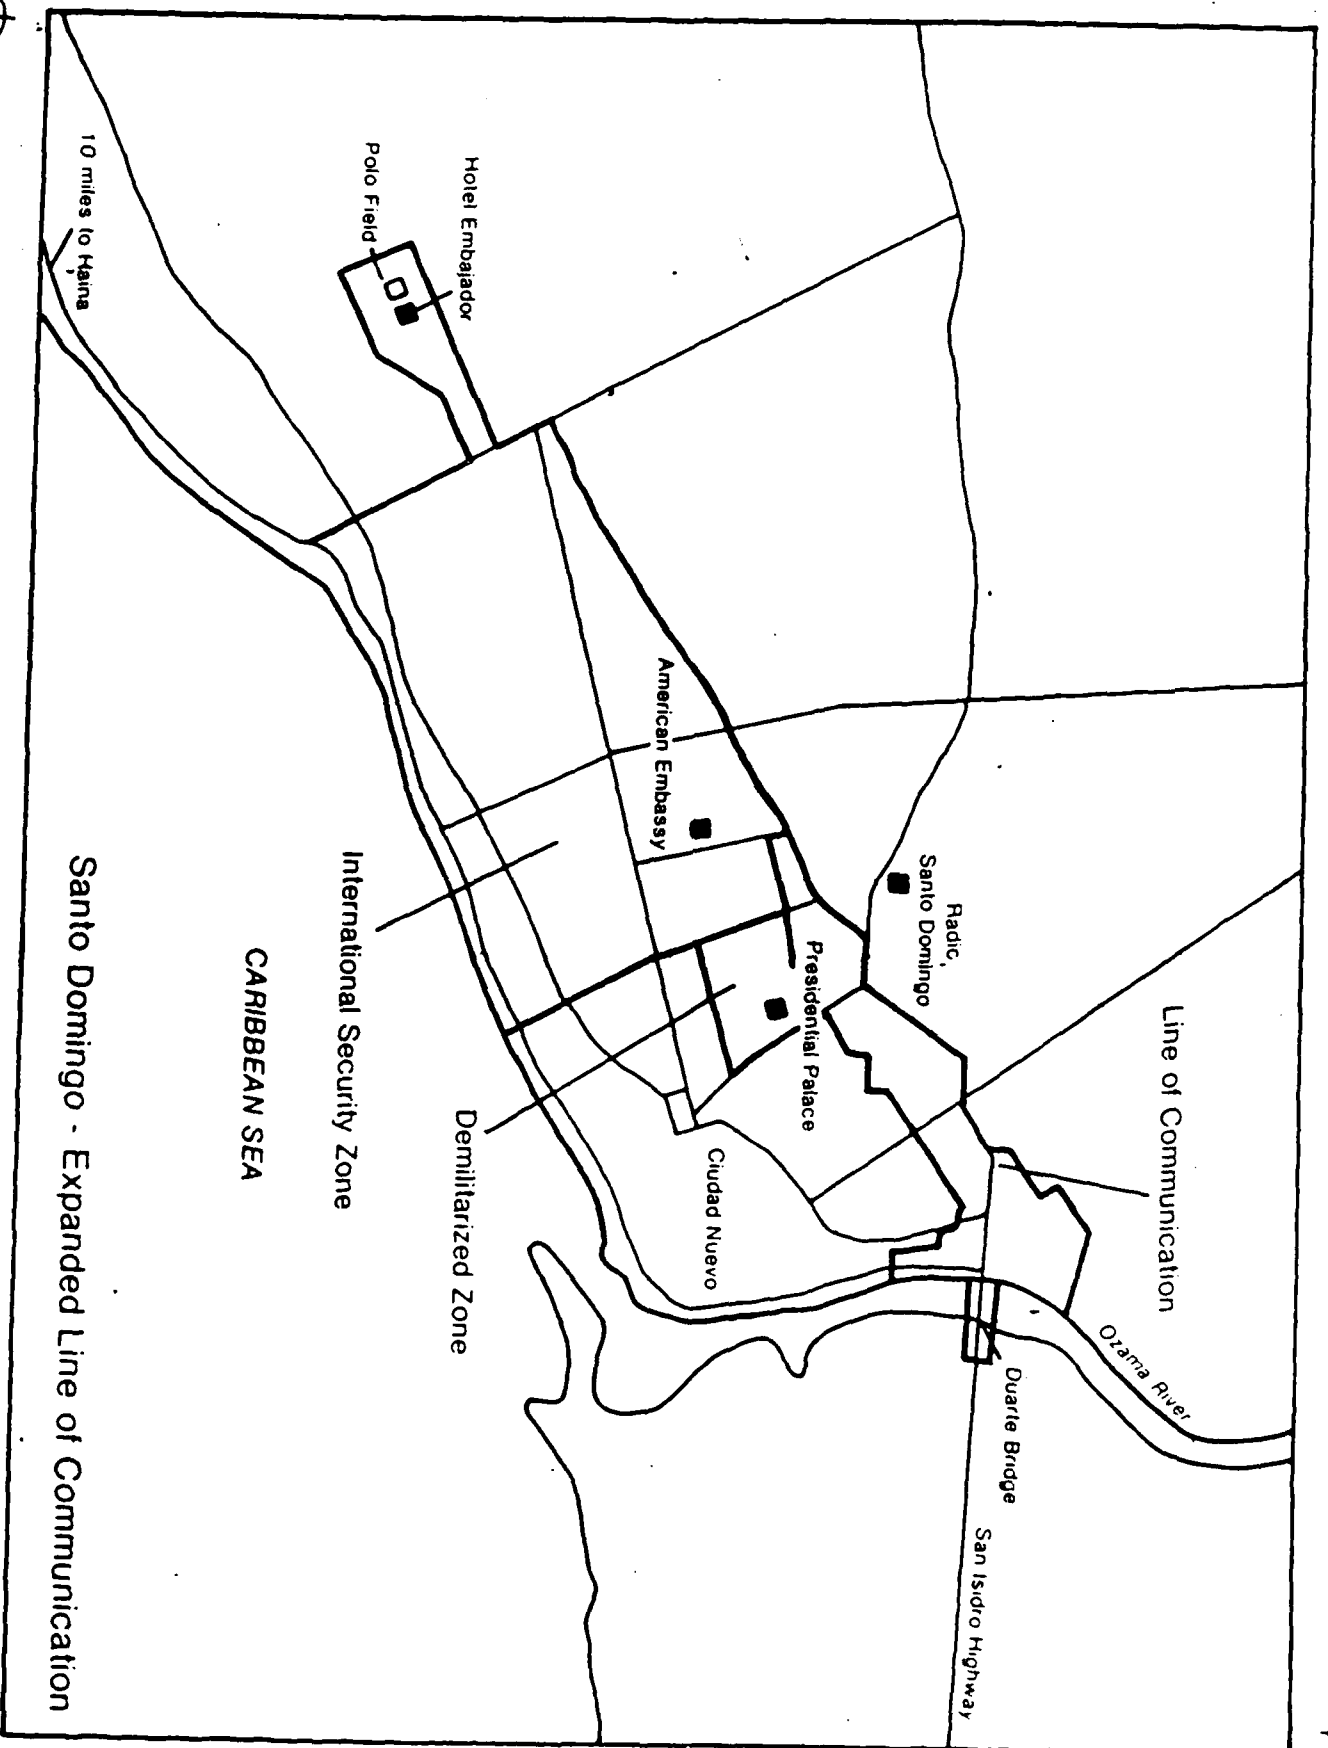 Radic,
Santo Domingo
Line of Communication
Ozama River
Duarte Bridge
San Isidro Highway
Hotel Embajador
Polo Field
American Embassy
Presidential Palace
Ciudad Nuevo
10 miles to Haina
International Security Zone
Demilitarized Zone
CARIBBEAN SEA
Santo Domingo - Expanded Line of Communication